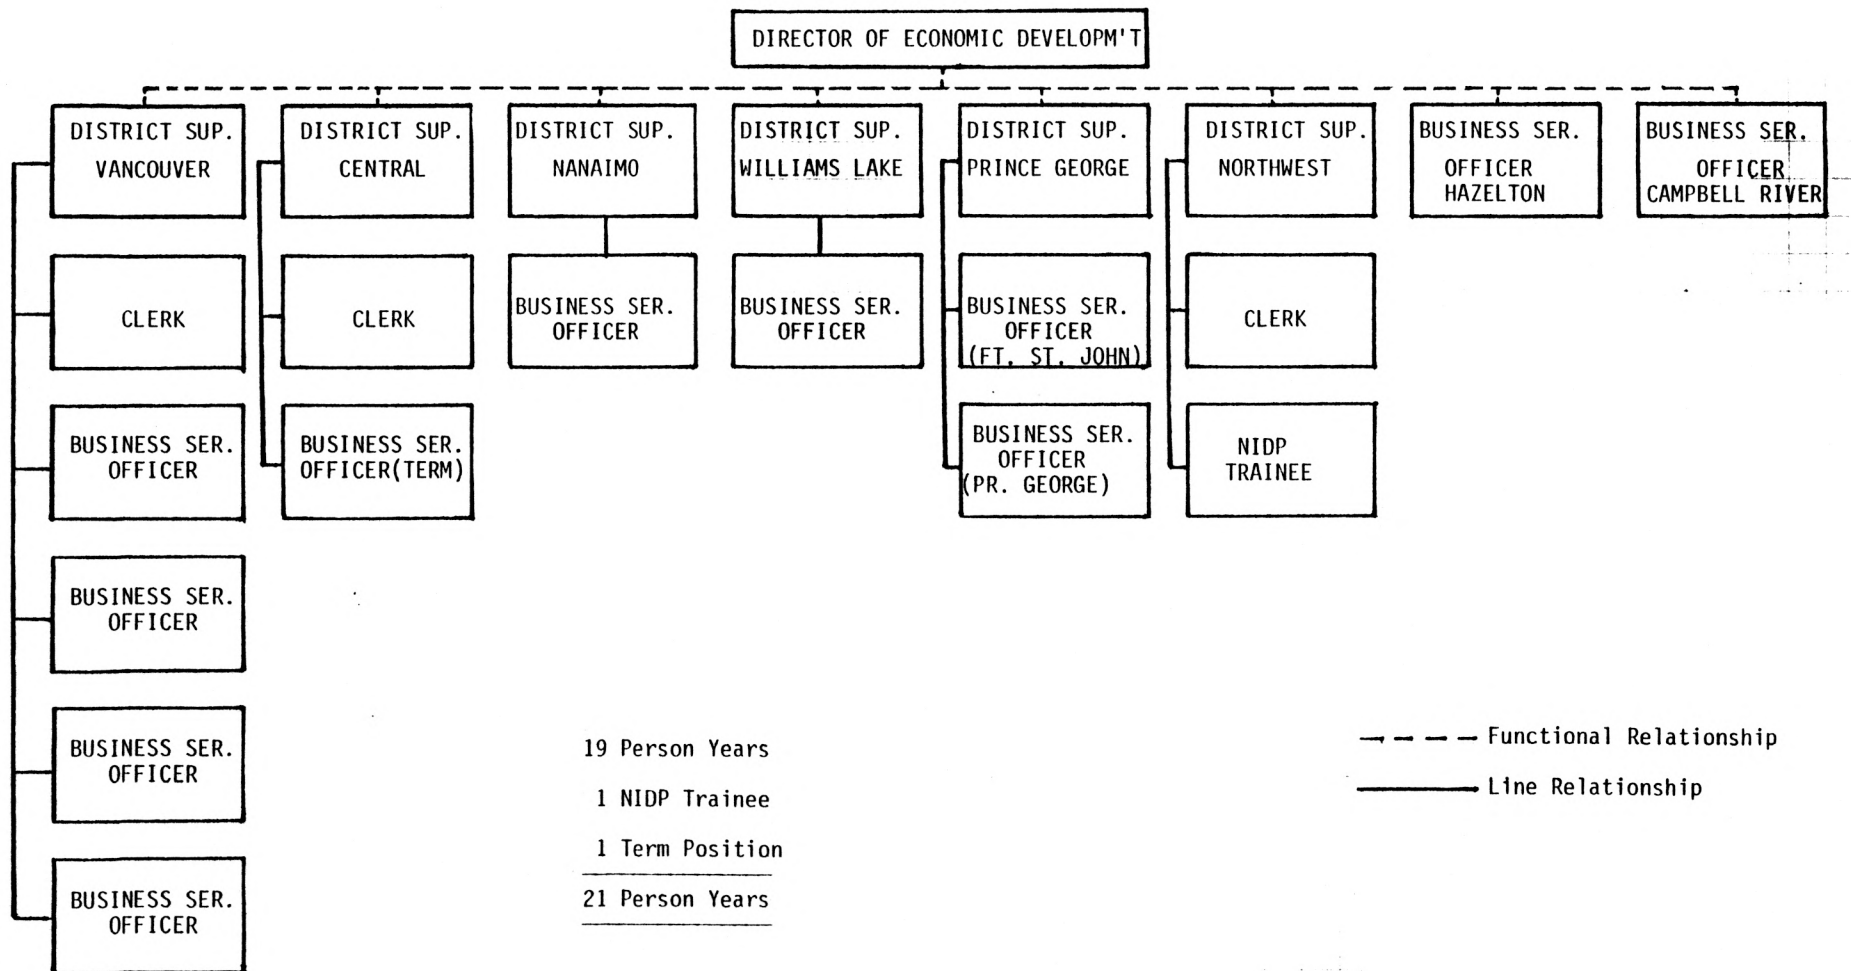 DIRECTOR OF ECONOMIC DEVELOPM'T
DISTRICT SUP.
VANCOUVER
DISTRICT SUP.
CENTRAL
DISTRICT SUP.
NANAIMO
DISTRICT SUP.
WILLIAMS LAKE
DISTRICT SUP.
PRINCE GEORGE
DISTRICT SUP.
NORTHWEST
BUSINESS SER.
OFFICER
HAZELTON
BUSINESS SER.
OFFICER
CAMPBELL RIVER
CLERK
CLERK
BUSINESS SER.
OFFICER
BUSINESS SER.
OFFICER
BUSINESS SER.
OFFICER
(FT. ST. JOHN)
CLERK
BUSINESS SER.
OFFICER
BUSINESS SER.
OFFICER(TERM)
BUSINESS SER.
OFFICER
(PR. GEORGE)
NIDP
TRAINEE
BUSINESS SER.
OFFICER
BUSINESS SER.
OFFICER
BUSINESS SER.
OFFICER
19 Person Years
1 NIDP Trainee
1 Term Position
21 Person Years
Functional Relationship
Line Relationship